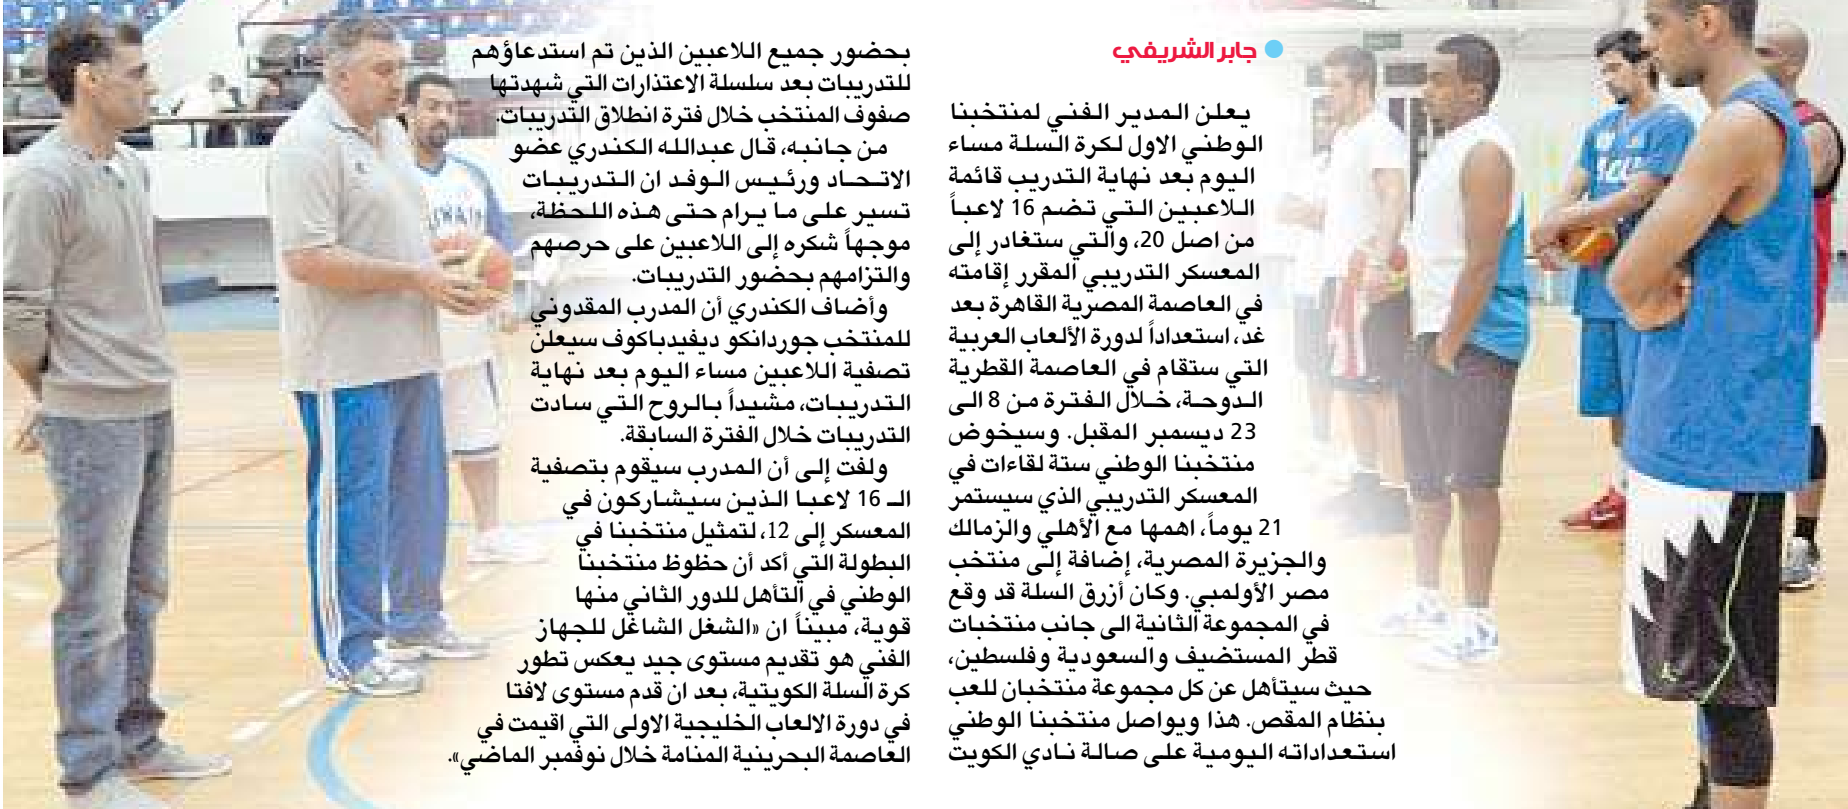 جابر الشريفي
يعلن المدير الفني لمنتخبنا
الوطني الاول لكرة السلة مساء
اليوم بعد نهاية التدريب قائمة
اللاعبين التي تضم 16 لاعباً
من اصل 20، والتي ستغادر إلى
المعسكر التدريبي المقرر إقامته
في العاصمة المصرية القاهرة بعد
غد، استعداداً لدورة الألعاب العربية
التي ستقام في العاصمة القطرية
الدوحة، خلال الفترة من 8 الى
23 ديسمبر المقبل. وسيخوض
منتخبنا الوطني ستة لقاءات في
المعسكر التدريبي الذي سيستمر
21 يوماً، اهمها مع الأهلي والزمالك
والجزيرة المصرية، إضافة إلى منتخب
مصر الأولمبي. وكان أزرق السلة قد وقع
في المجموعة الثانية الى جانب منتخبات
قطر المستضيف والسعودية وفلسطين،
حيث سيتأهل عن كل مجموعة منتخبان للعب
بنظام المقص. هذا ويواصل منتخبنا الوطني
استعداداته اليومية على صالة نادي الكويت
بحضور جميع اللاعبين الذين تم استدعاؤهم
للتدريبات بعد سلسلة الاعتذارات التي شهدتها
صفوف المنتخب خلال فترة انطلاق التدريبات.
من جانبه، قال عبدالله الكندري عضو
الاتحاد ورئيس الوفد ان التدريبات
تسير على ما يرام حتى هذه اللحظة،
موجهاً شكره إلى اللاعبين على حرصهم
والتزامهم بحضور التدريبات.
وأضاف الكندري أن المدرب المقدوني
للمنتخب جوردانكو ديفيدباكوف سيعلن
تصفية اللاعبين مساء اليوم بعد نهاية
التدريبات، مشيداً بالروح التي سادت
التدريبات خلال الفترة السابقة.
ولفت إلى أن المدرب سيقوم بتصفية
الـ 16 لاعبا الذين سيشاركون في
المعسكر إلى 12، لتمثيل منتخبنا في
البطولة التي أكد أن حظوظ منتخبنا
الوطني في التأهل للدور الثاني منها
قوية، مبيناً ان «الشغل الشاغل للجهاز
الفني هو تقديم مستوى جيد يعكس تطور
كرة السلة الكويتية، بعد ان قدم مستوى لافتا
في دورة الالعاب الخليجية الاولى التي اقيمت في
العاصمة البحرينية المنامة خلال نوفمبر الماضي».